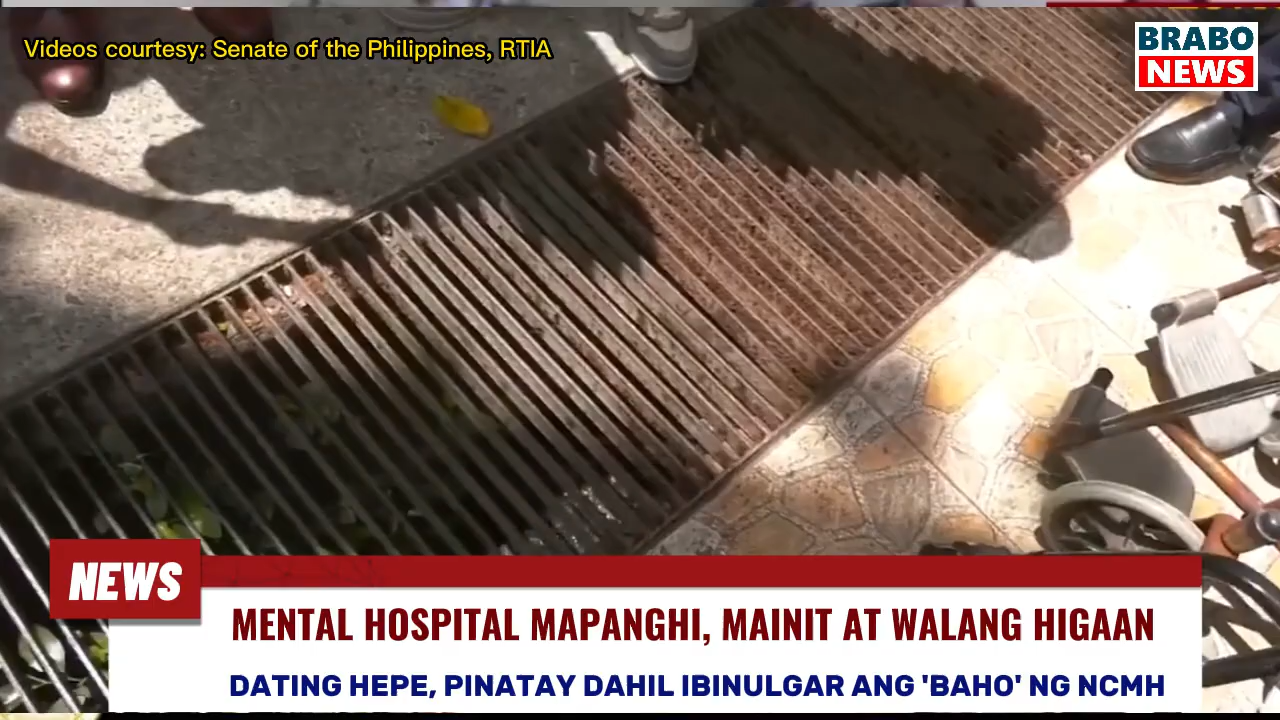 Videos courtesy: Senate of the Philippines, RTIA
BRABO
NEWS
NEWS
MENTAL HOSPITAL MAPANGHI, MAINIT AT WALANG HIGAAN
DATING HEPE, PINATAY DAHIL IBINULGAR ANG 'BAHO' NG NCMH